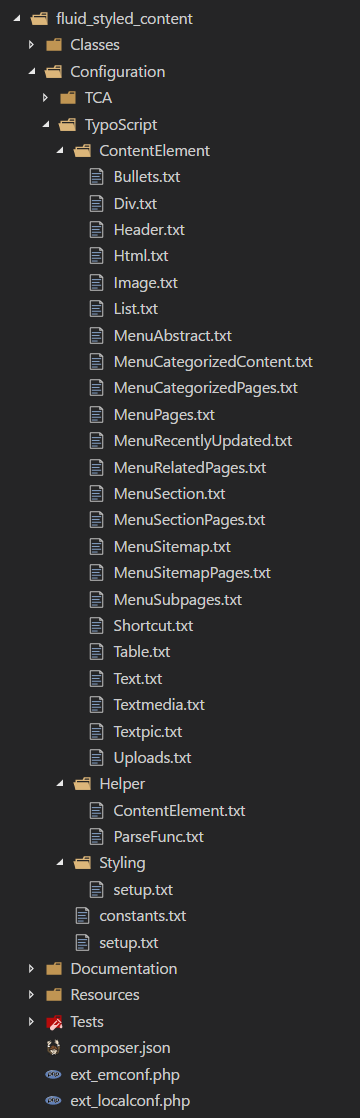 fluid_styled_content
Classes
Configuration
TCA
TypoScript
ContentElement
Bullets.txt
Div.txt
Header.txt
Html.txt
Image.txt
List.txt
MenuAbstract.txt
MenuCategorizedContent.txt
MenuCategorizedPages.txt
MenuPages.txt
MenuRecentlyUpdated.txt
MenuRelatedPages.txt
MenuSection.txt
MenuSectionPages.txt
MenuSitemap.txt
MenuSitemapPages.txt
MenuSubpages.txt
Shortcut.txt
Table.txt
Text.txt
Textmedia.txt
Textpic.txt
Uploads.txt
Helper
ContentElement.txt
ParseFunc.txt
Styling
setup.txt
constants.txt
setup.txt
Documentation
Resources
Tests
composer.json
ext_emconf.php
ext_localconf.php